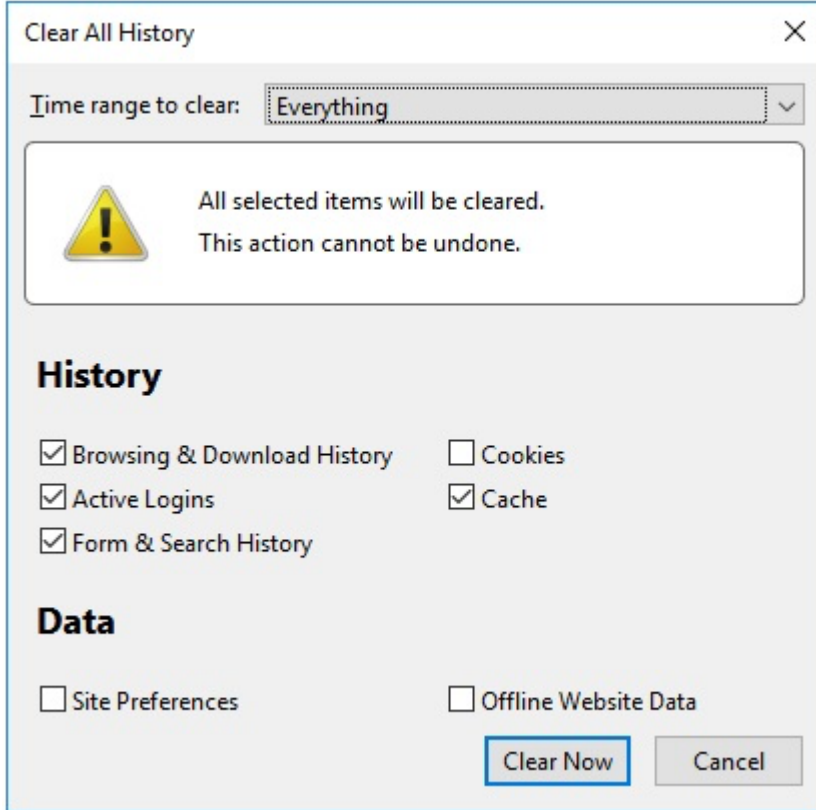 Clear All History
Time range to clear: Everything
All selected items will be cleared.
This action cannot be undone.
History
Browsing & Download History Cookies
Active Logins Cache
Form & Search History
Data
Site Preferences Offline Website Data
Clear Now Cancel